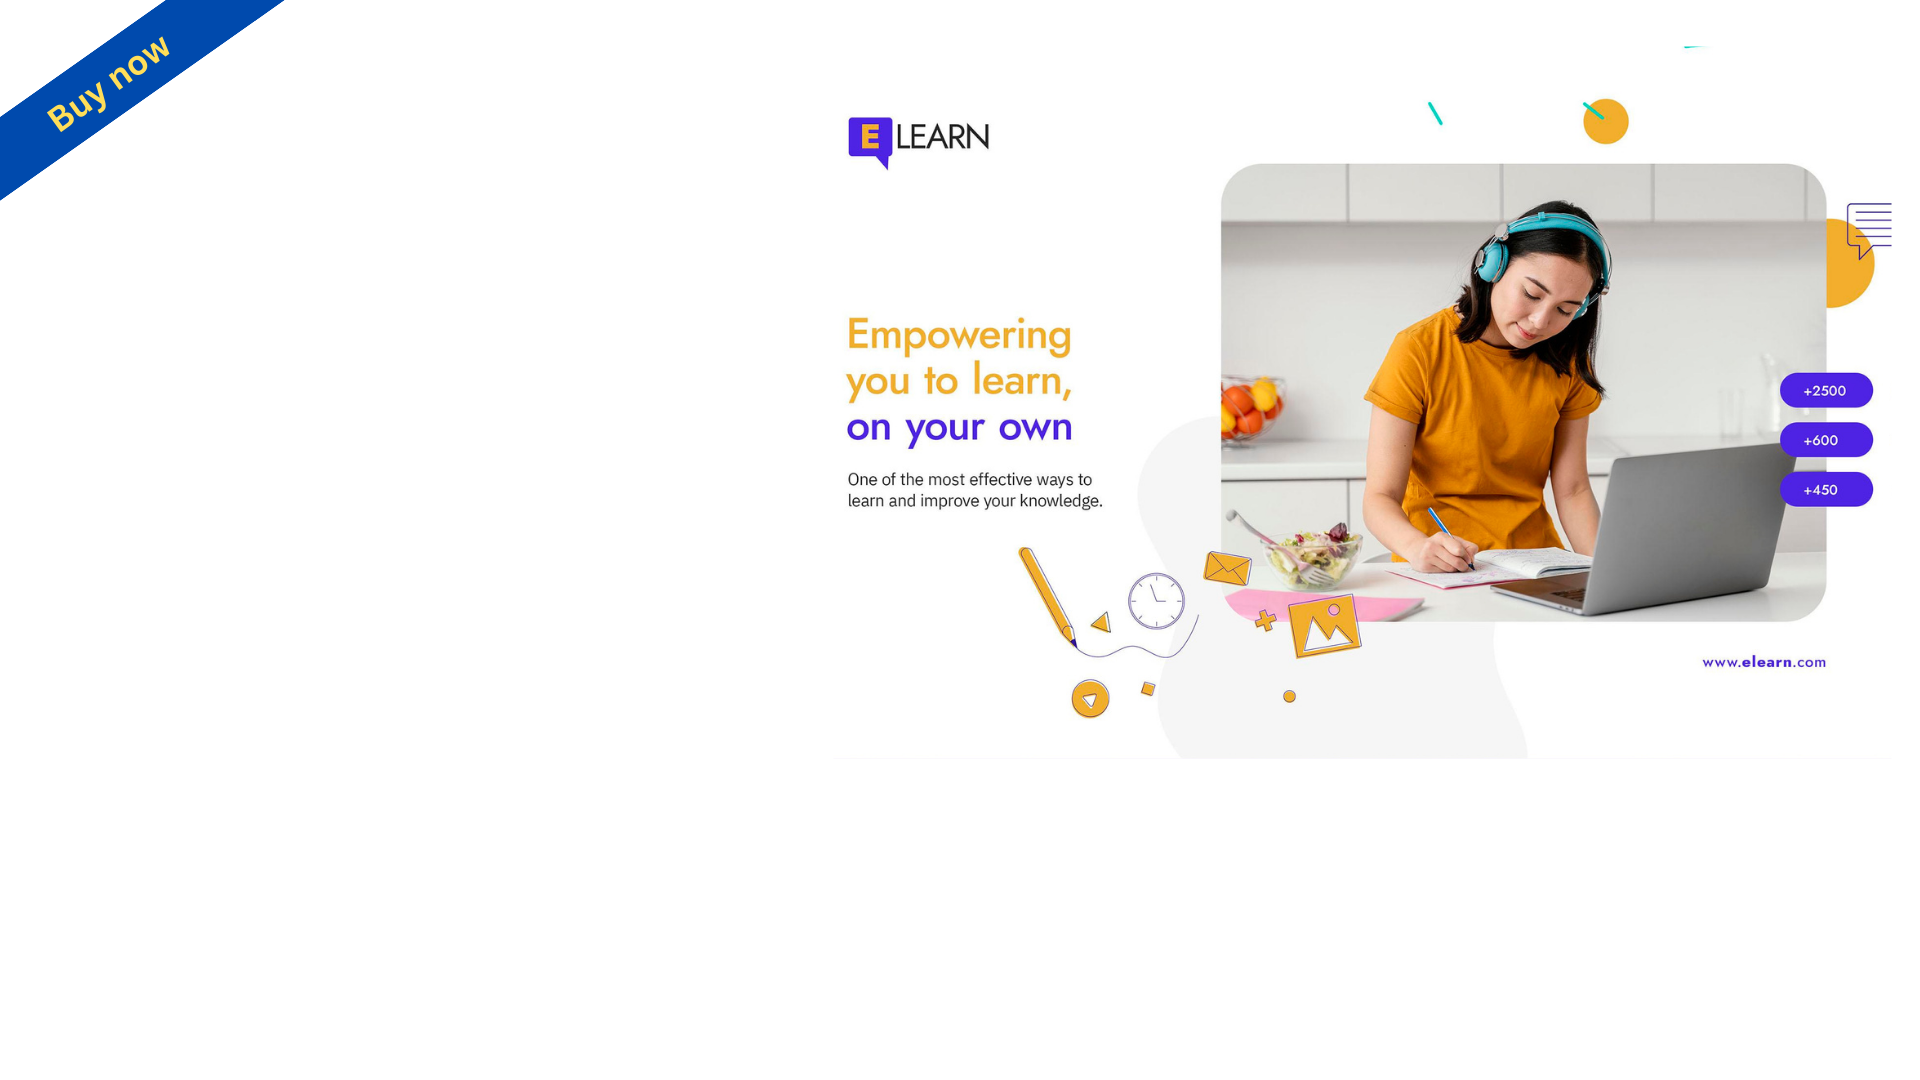 Buy now
E LEARN
Empowering
you to learn,
on your own
One of the most effective ways to
learn and improve your knowledge.
+2500
+600
+450
www.elearn.com